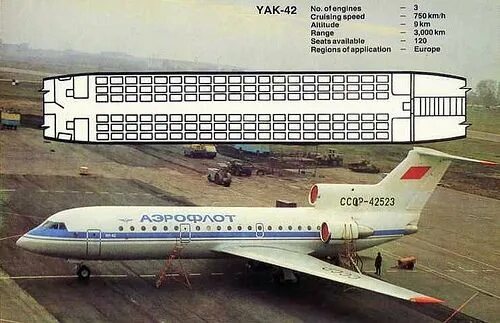 YAK-42
No. of engines - 3
Cruising speed - 750 km/h
Altitude - 9 km
Range - 3,000 km
Seats available - 120
Regions of application - Europe
СССР-42523
АЭРОФЛОТ